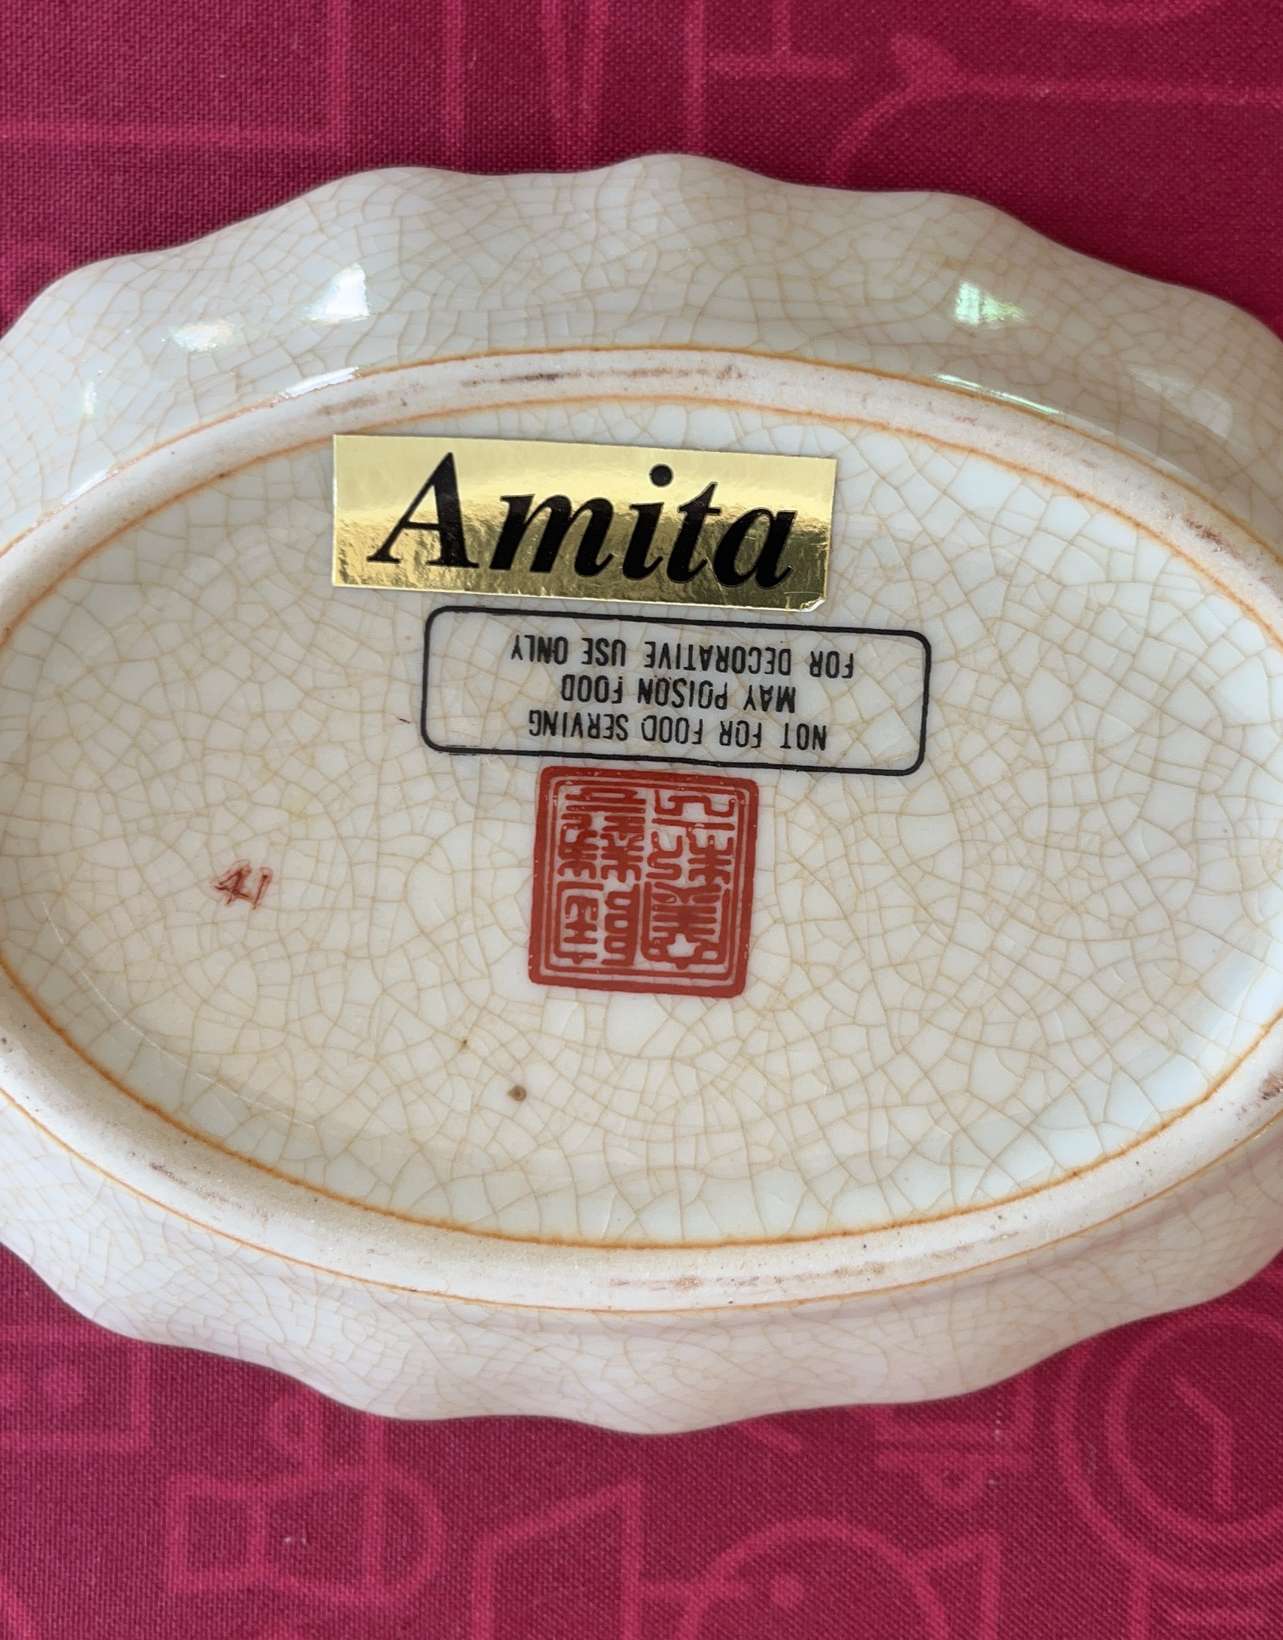 Amita
NOT FOR FOOD SERVING
MAY POISON FOOD
FOR DECORATIVE USE ONLY
41